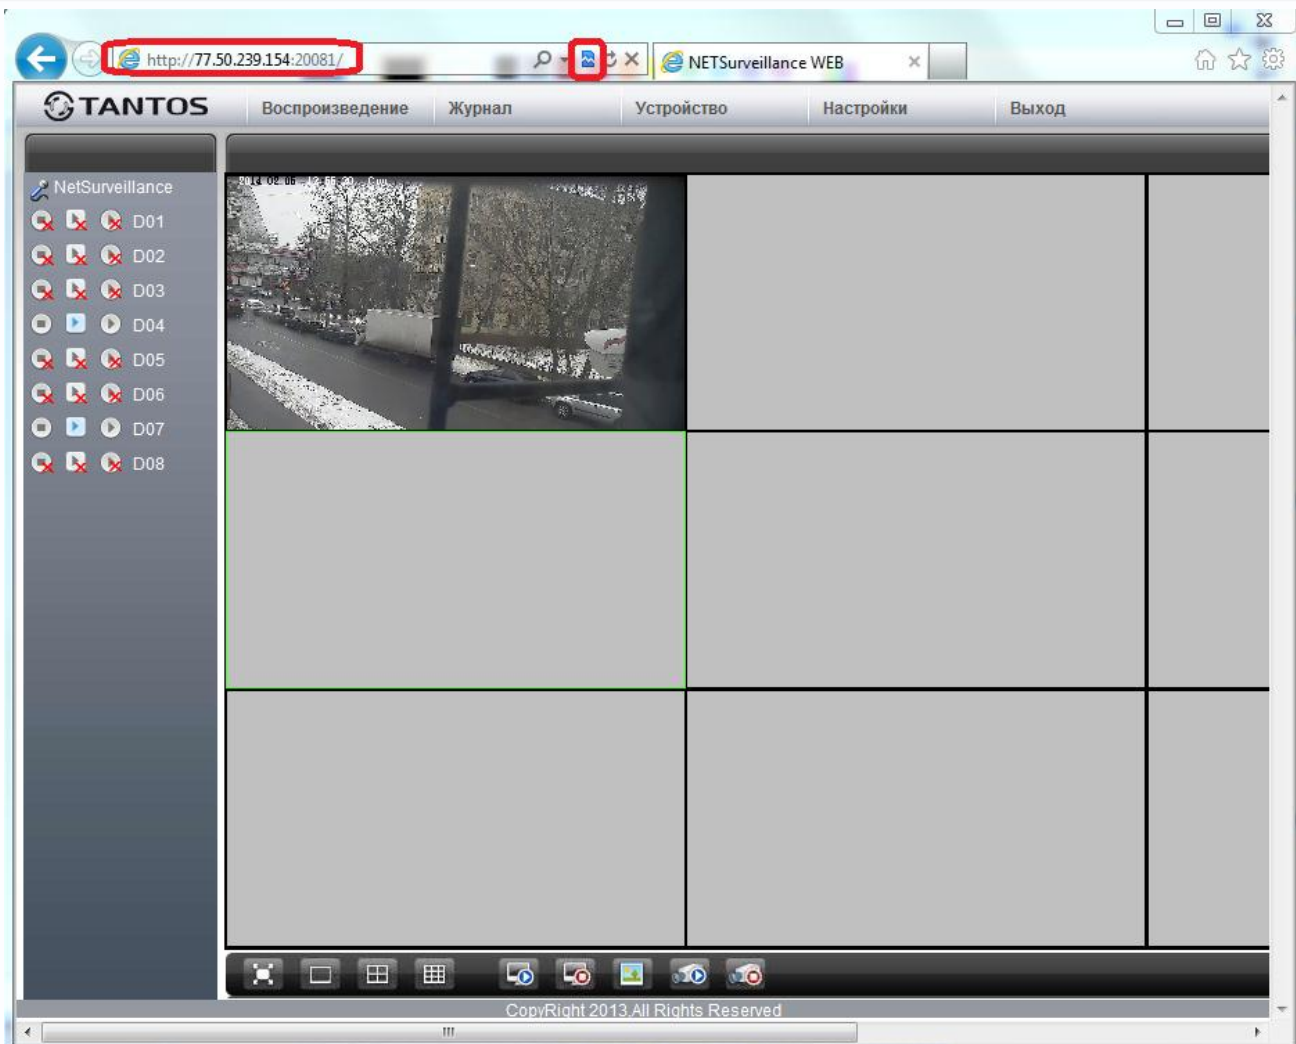 http://77.50.239.154:20081/
NETSurveillance WEB
TANTOS
Воспроизведение
Журнал
Устройство
Настройки
Выход
NetSurveillance
D01
D02
D03
D04
D05
D06
D07
D08
CopyRight 2013,All Rights Reserved